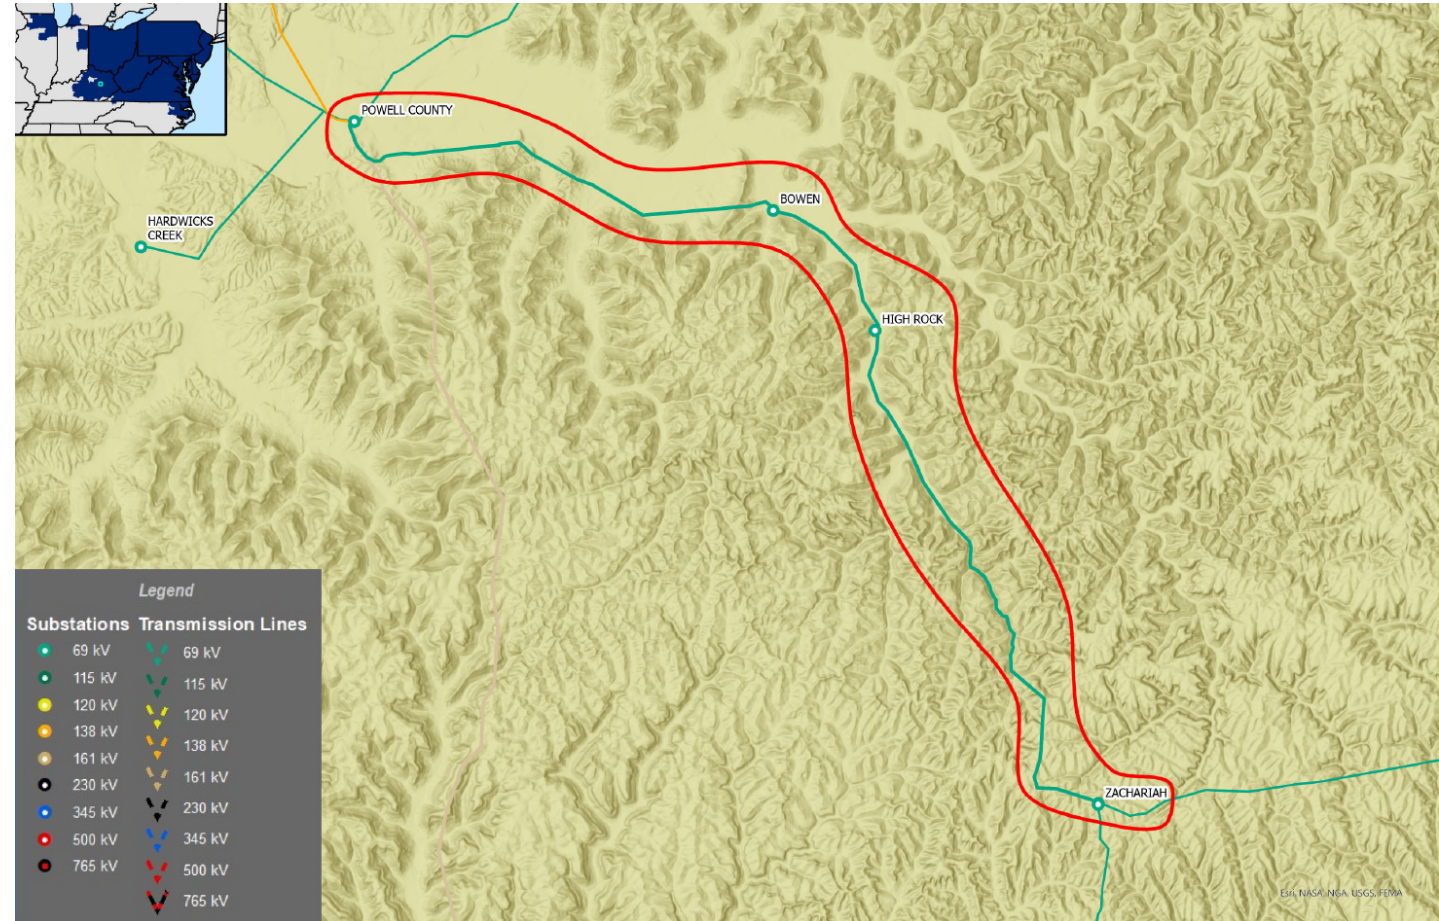 POWELL COUNTY
BOWEN
HARDWICKS
CREEK
HIGH ROCK
ZACHARIAH
Legend
Substations Transmission Lines
69 kV 69 kV
115 kV 115 kV
120 kV 120 kV
138 kV 138 kV
161 kV 161 kV
230 kV 230 kV
345 kV 345 kV
500 kV 500 kV
765 kV 765 kV
Esri, NASA, NGA, USGS, FEMA